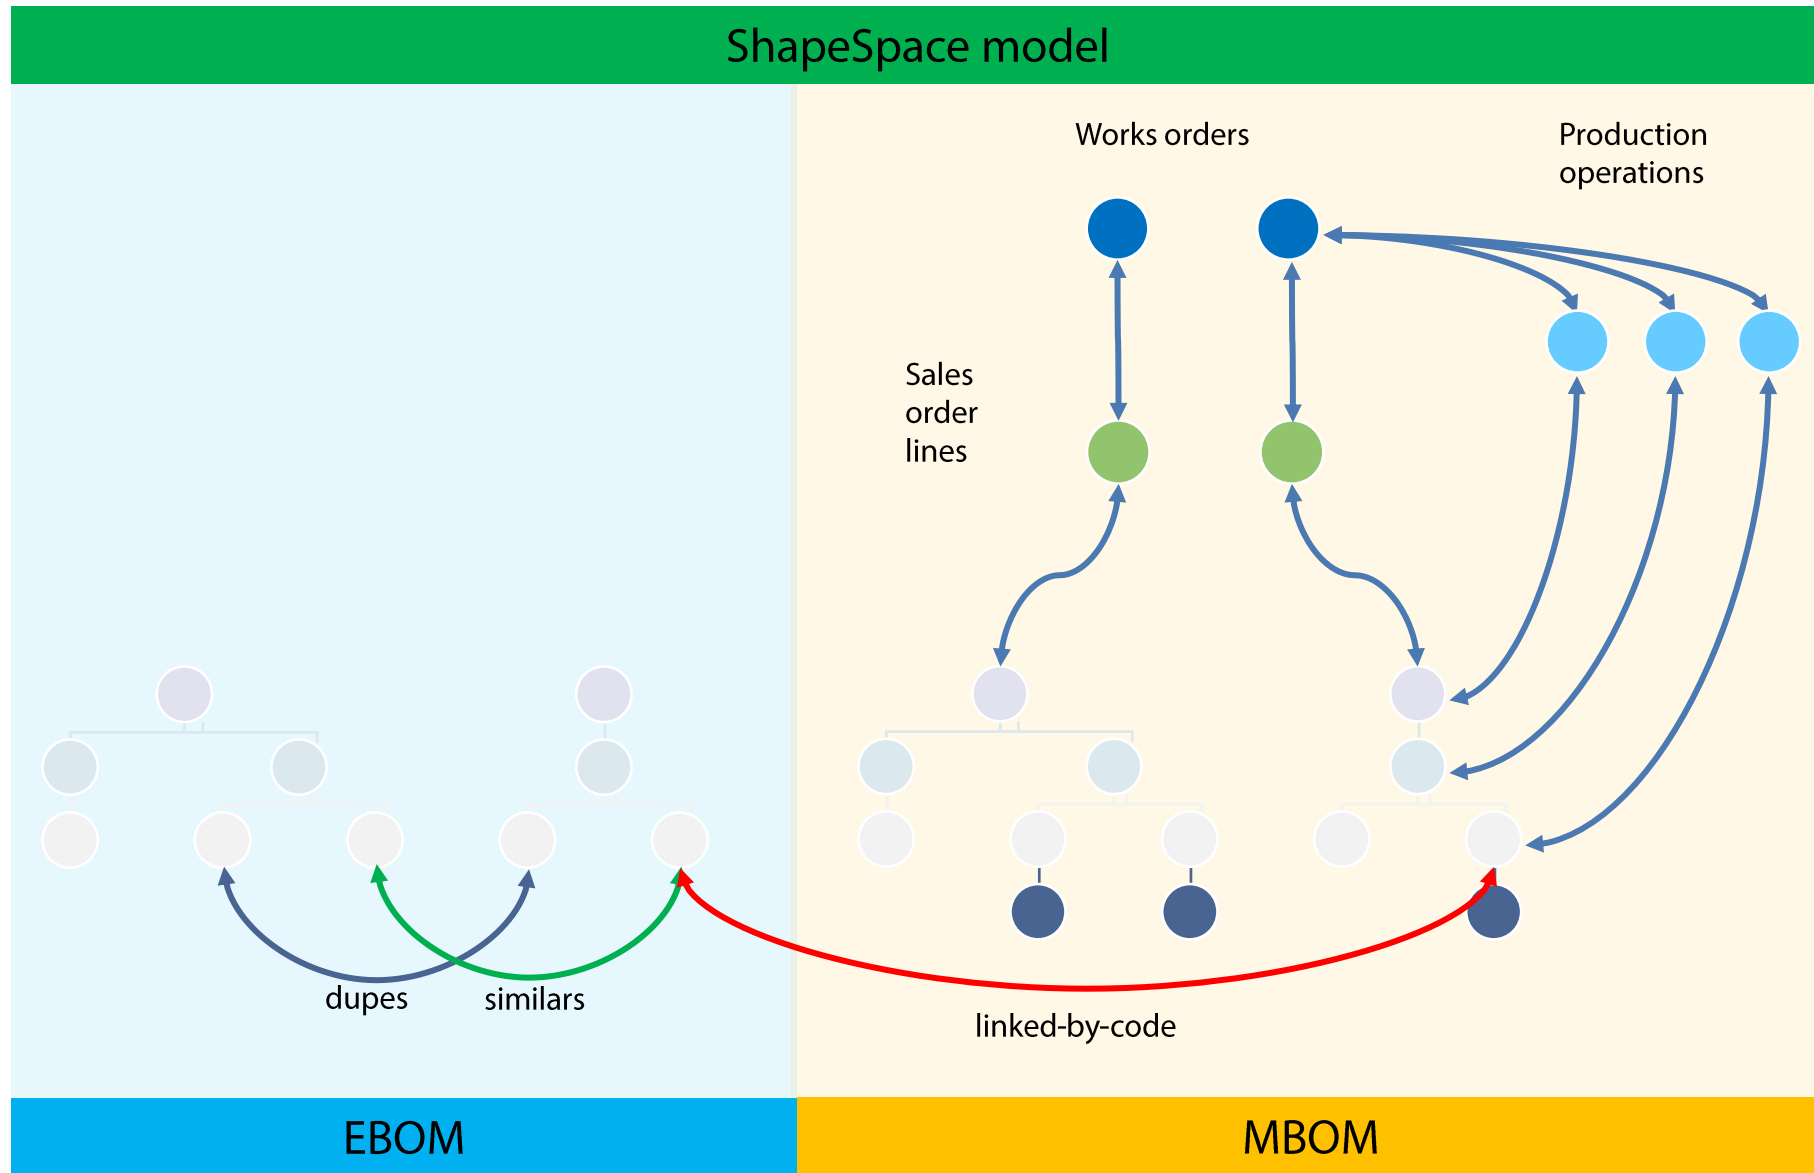 ShapeSpace model
Works orders
Production
operations
Sales
order
lines
dupes
similars
linked-by-code
EBOM
MBOM